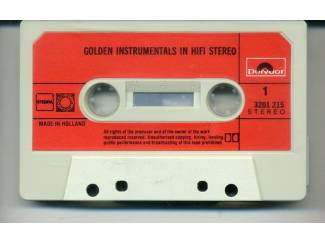 GOLDEN INSTRUMENTALS IN HIFI STEREO
Polydor
STEMRA
1
3201 215
STEREO
MADE IN HOLLAND
All rights of the producer and of the owner of the work
reproduced reserved. Unauthorized copying, hiring, lending
public performance and broadcasting of this tape prohibited